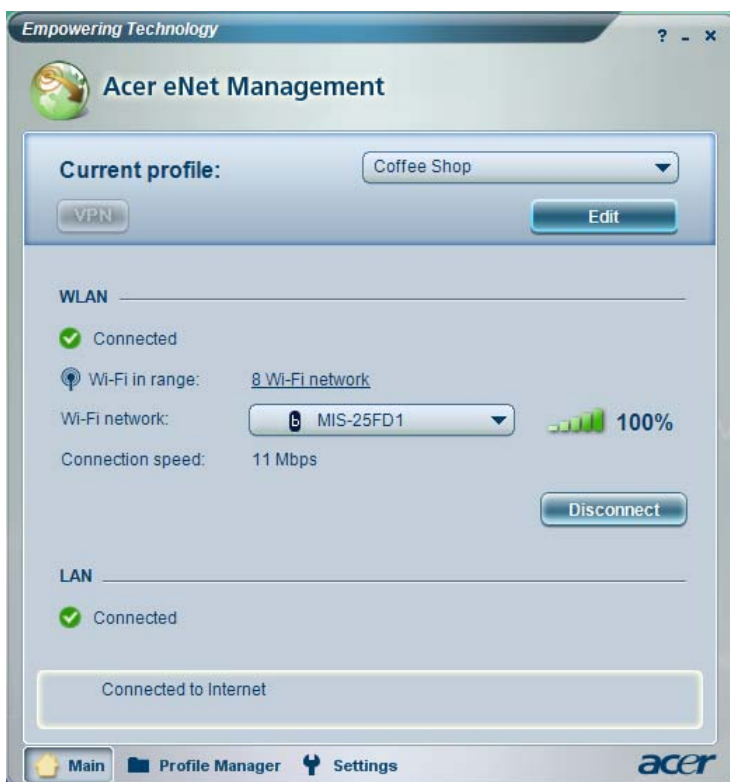 Empowering Technology
? - x
Acer eNet Management
Current profile: Coffee Shop
VPN Edit
WLAN
Connected
Wi-Fi in range: 8 Wi-Fi network
Wi-Fi network: b MIS-25FD1 100%
Connection speed: 11 Mbps
Disconnect
LAN
Connected
Connected to Internet
Main Profile Manager Settings acer